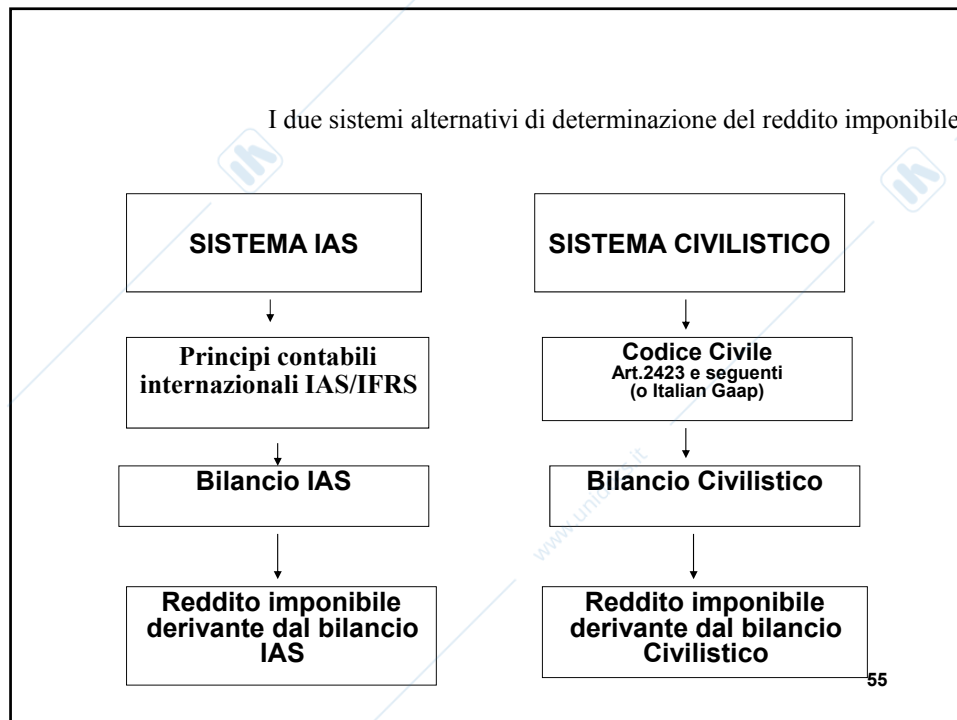 I due sistemi alternativi di determinazione del reddito imponibile
SISTEMA IAS
SISTEMA CIVILISTICO
Principi contabili
internazionali IAS/IFRS
Codice Civile
Art.2423 e seguenti
(o Italian Gaap)
Bilancio IAS
Bilancio Civilistico
Reddito imponibile
derivante dal bilancio
IAS
Reddito imponibile
derivante dal bilancio
Civilistico
55